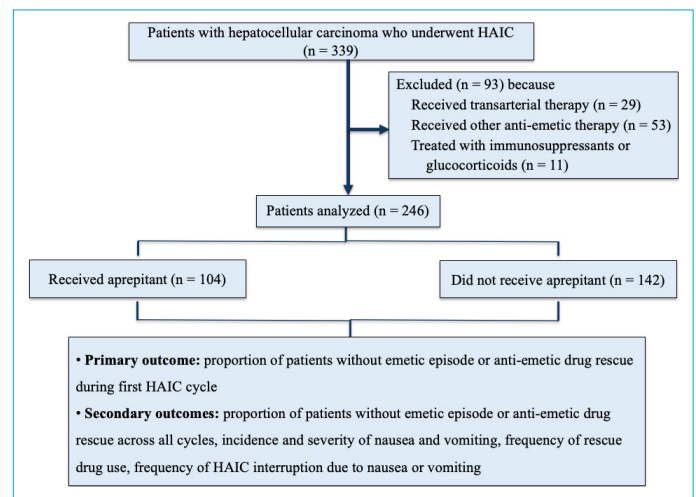 Patients with hepatocellular carcinoma who underwent HAIC
(n = 339)
Excluded (n = 93) because
Received transarterial therapy (n = 29)
Received other anti-emetic therapy (n = 53)
Treated with immunosuppressants or
glucocorticoids (n = 11)
Patients analyzed (n = 246)
Received aprepitant (n = 104)
Did not receive aprepitant (n = 142)
• Primary outcome: proportion of patients without emetic episode or anti-emetic drug rescue
during first HAIC cycle
• Secondary outcomes: proportion of patients without emetic episode or anti-emetic drug
rescue across all cycles, incidence and severity of nausea and vomiting, frequency of rescue
drug use, frequency of HAIC interruption due to nausea or vomiting